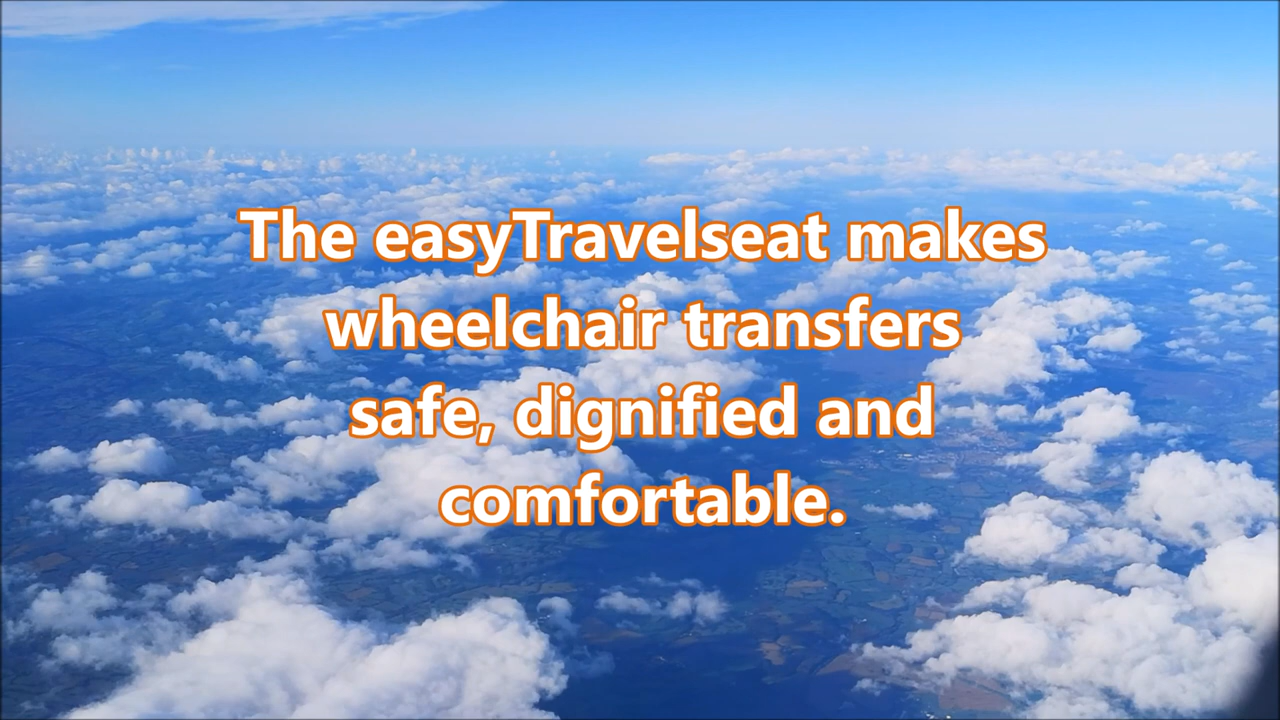 The easyTravelseat makes
wheelchair transfers
safe, dignified and
comfortable.